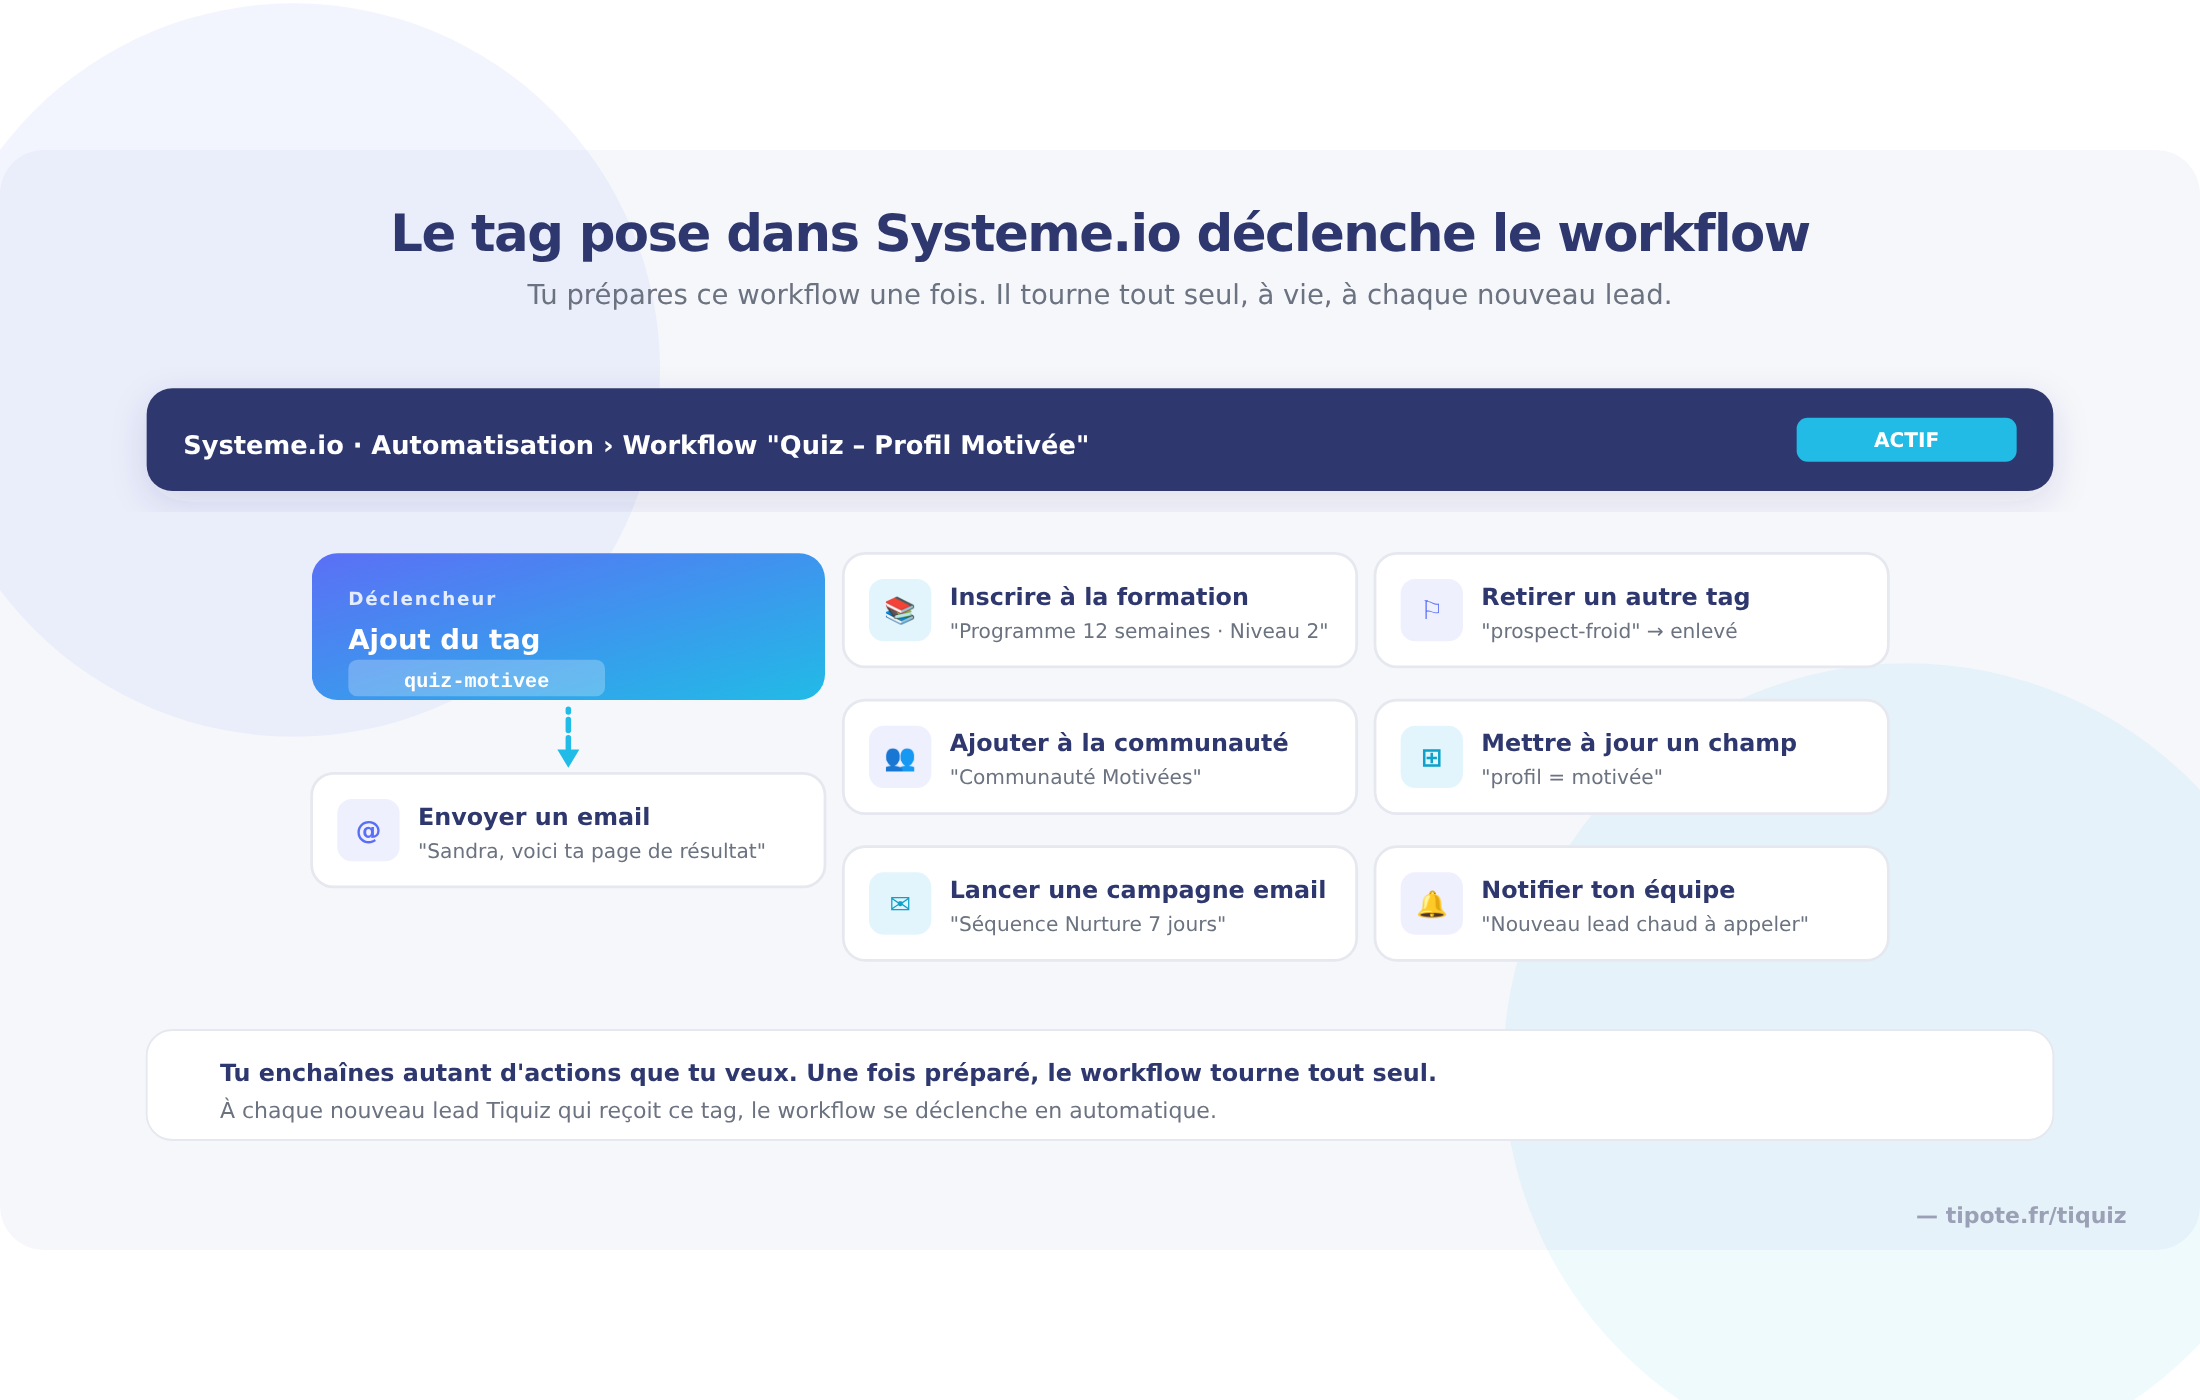 Le tag pose dans Systeme.io déclenche le workflow
Tu prépares ce workflow une fois. Il tourne tout seul, à vie, à chaque nouveau lead.
Systeme.io · Automatisation › Workflow "Quiz – Profil Motivée"
ACTIF
Déclencheur
Ajout du tag
quiz-motivee
@
Envoyer un email
"Sandra, voici ta page de résultat"
Inscrire à la formation
"Programme 12 semaines · Niveau 2"
Ajouter à la communauté
"Communauté Motivées"
Lancer une campagne email
"Séquence Nurture 7 jours"
Retirer un autre tag
"prospect-froid" → enlevé
Mettre à jour un champ
"profil = motivée"
Notifier ton équipe
"Nouveau lead chaud à appeler"
Tu enchaînes autant d'actions que tu veux. Une fois préparé, le workflow tourne tout seul.
À chaque nouveau lead Tiquiz qui reçoit ce tag, le workflow se déclenche en automatique.
— tipote.fr/tiquiz